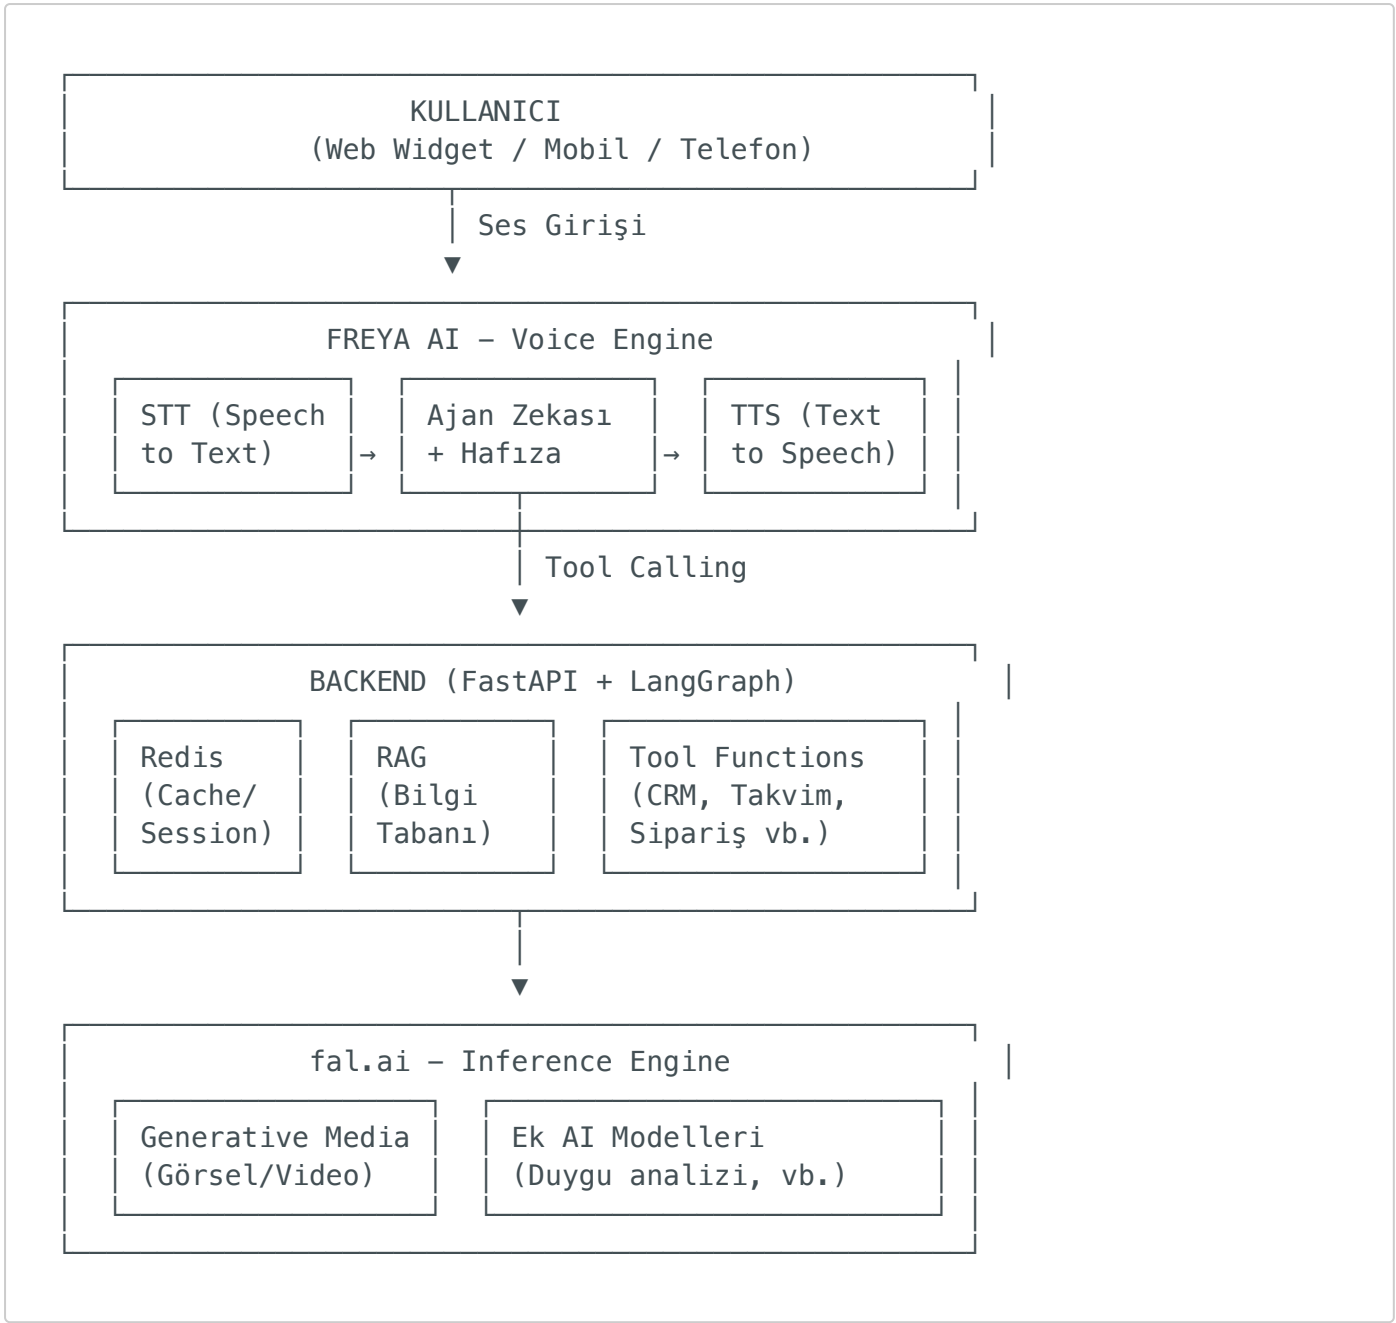 KULLANICI
(Web Widget / Mobil / Telefon)
│ Ses Girişi
▼
FREYA AI — Voice Engine
STT (Speech to Text) → Ajan Zekası + Hafıza → TTS (Text to Speech)
│ Tool Calling
▼
BACKEND (FastAPI + LangGraph)
Redis (Cache/ Session)
RAG (Bilgi Tabanı)
Tool Functions (CRM, Takvim, Sipariş vb.)
▼
fal.ai — Inference Engine
Generative Media (Görsel/Video)
Ek AI Modelleri (Duygu analizi, vb.)